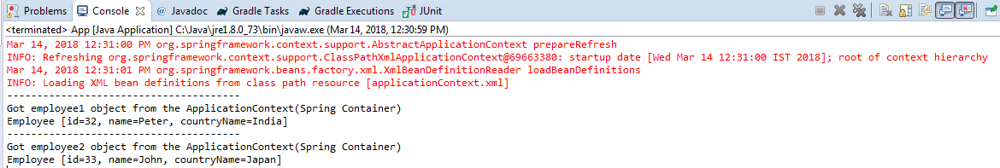 Problems Console Javadoc Gradle Tasks Gradle Executions JUnit
<terminated> App [Java Application] C:\Java\jre1.8.0_73\bin\javaw.exe (Mar 14, 2018, 12:30:59 PM)
Mar 14, 2018 12:31:00 PM org.springframework.context.support.AbstractApplicationContext prepareRefresh
INFO: Refreshing org.springframework.context.support.ClassPathXmlApplicationContext@69663380: startup date [Wed Mar 14 12:31:00 IST 2018]; root of context hierarchy
Mar 14, 2018 12:31:01 PM org.springframework.beans.factory.xml.XmlBeanDefinitionReader loadBeanDefinitions
INFO: Loading XML bean definitions from class path resource [applicationContext.xml]
---------------------------------------
Got employee1 object from the ApplicationContext(Spring Container)
Employee [id=32, name=Peter, countryName=India]
---------------------------------------
Got employee2 object from the ApplicationContext(Spring Container)
Employee [id=33, name=John, countryName=Japan]